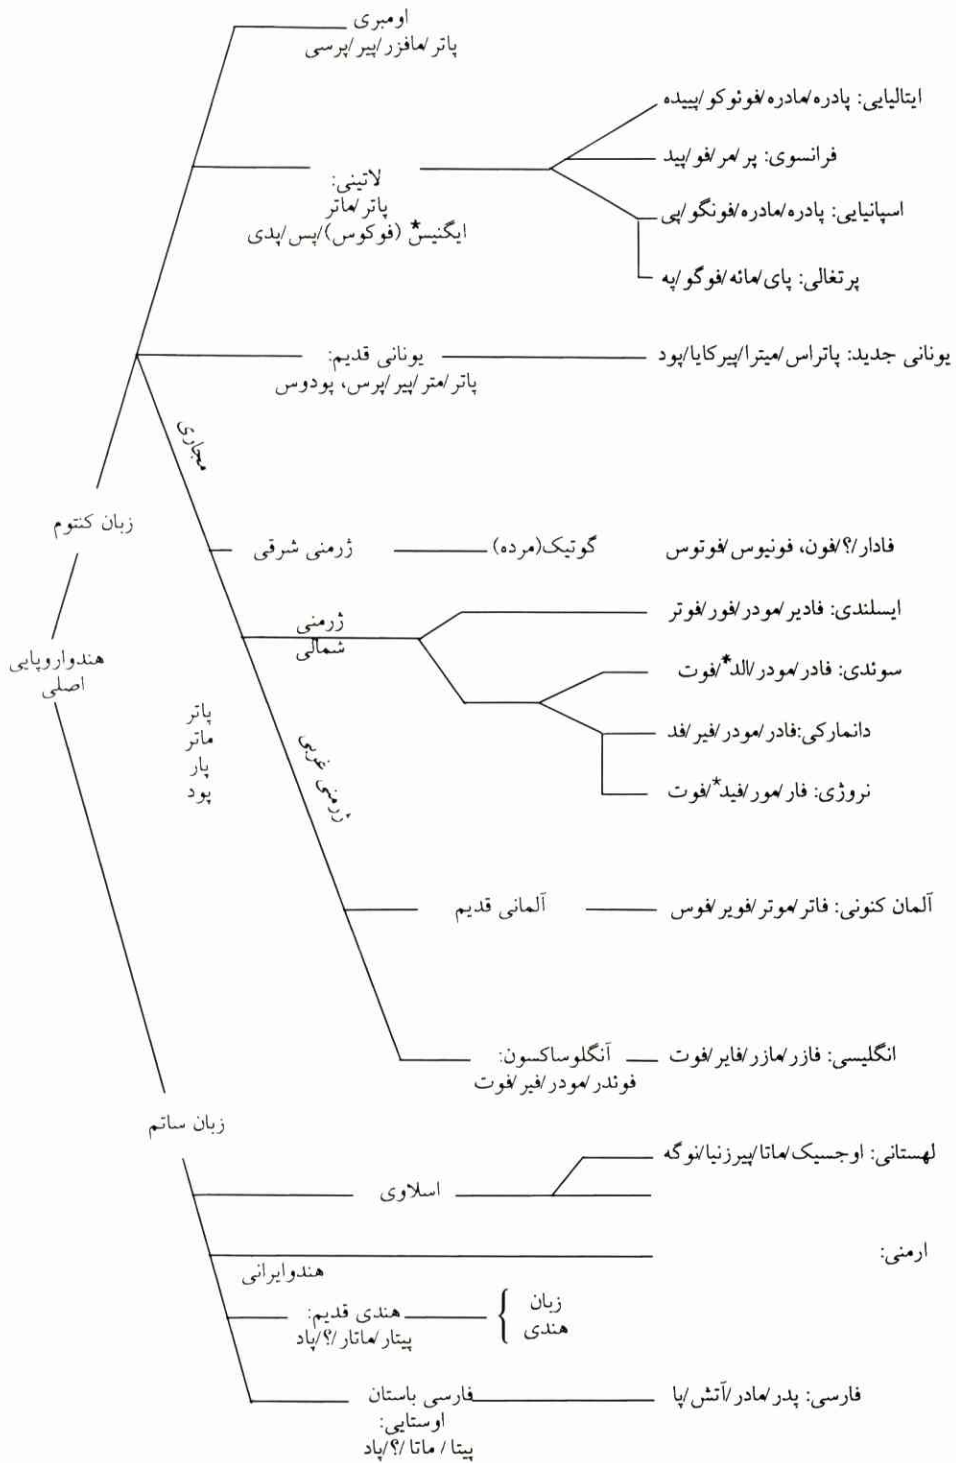 اومبری
پاتر/مافزر/پیر/پرسی
ایتالیایی: پادره/مادره/فوئوکو/پییده
فرانسوی: پر/مر/فو/پید
لاتینی:
پاتر/ماتر
ایگنیس* (فوکوس)/پس/پدی
اسپانیایی: پادره/مادره/فونگو/پی
پرتغالی: پای/مائه/فوگو/په
یونانی قدیم:
پاتر/متر/پیر/پرس، پودوس
یونانی جدید: پاتراس/میترا/پیرکایا/پود
مجاری
زبان کنتوم
ژرمنی شرقی
گوتیک(مرده)
فادار/؟/فون، فونیوس/فوتوس
ژرمنی
شمالی
ایسلندی: فادیر/مودر/فور/فوتر
هندواروپایی
اصلی
سوئدی: فادر/مودر/الد*/فوت
پاتر
ماتر
پار
پود
دانمارکی:فادر/مودر/فیر/فد
ژرمنی غربی
نروژی: فار/مور/فید*/فوت
آلمانی قدیم
آلمان کنونی: فاتر/موتر/فویر/فوس
آنگلوساکسون:
فوئدر/مودر/فیر/فوت
انگلیسی: فازر/مازر/فایر/فوت
زبان ساتم
لهستانی: اوجسیک/ماتا/پیرزنیا/نوگه
اسلاوی
ارمنی:
هندوایرانی
هندی قدیم:
پیتار/ماتار/؟/پاد
زبان
هندی
فارسی باستان
اوستایی:
پیتا/ ماتا/؟/پاد
فارسی: پدر/مادر/آتش/پا